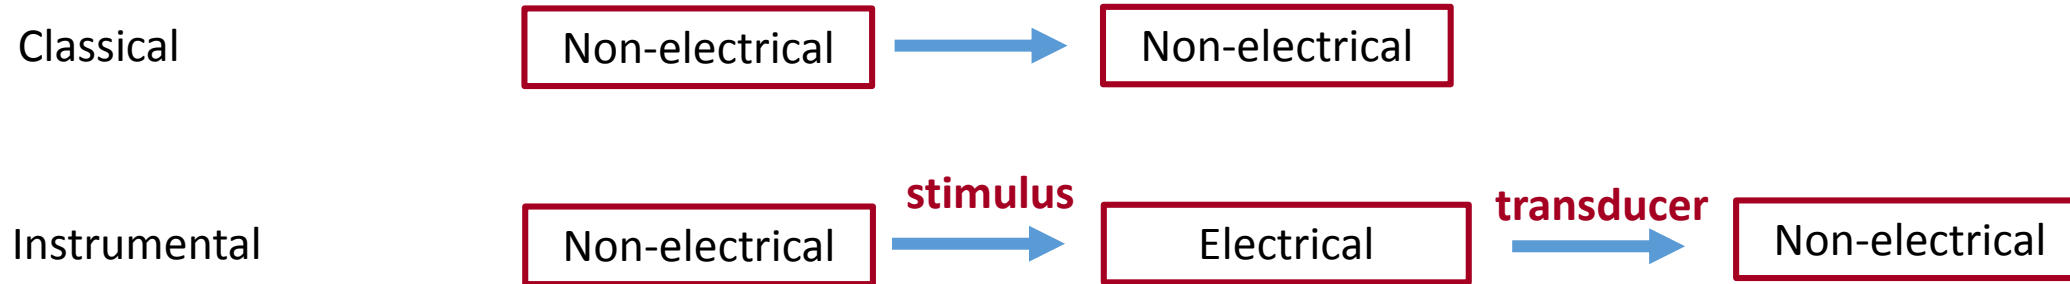 Classical Non-electrical Non-electrical
stimulus transducer
Instrumental Non-electrical Electrical Non-electrical